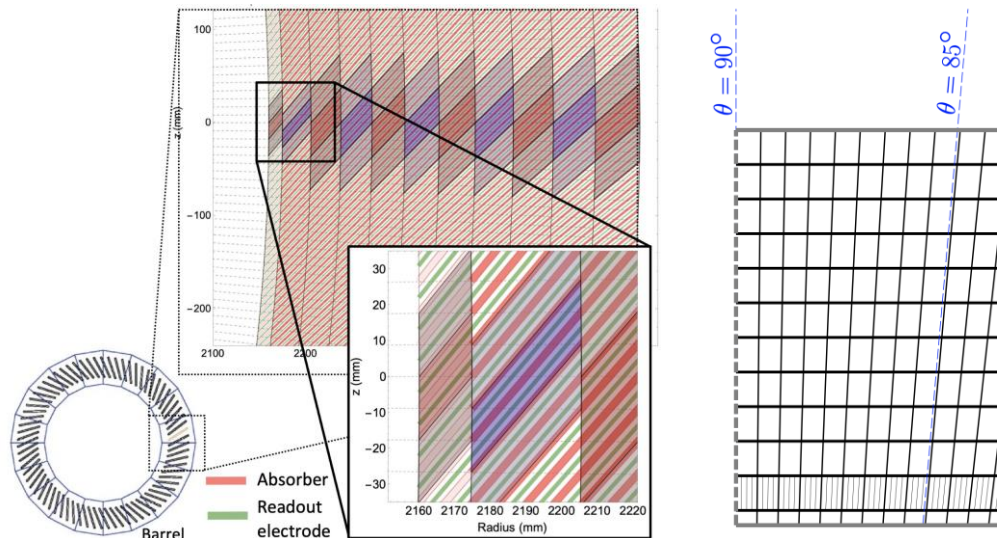 100
0
−100
−200
z (mm)
2100
2200
30
20
10
0
−10
−20
−30
z (mm)
2160
2170
2180
2190
2200
2210
2220
Radius (mm)
Absorber
Readout
electrode
Barrel
θ = 90°
θ = 85°